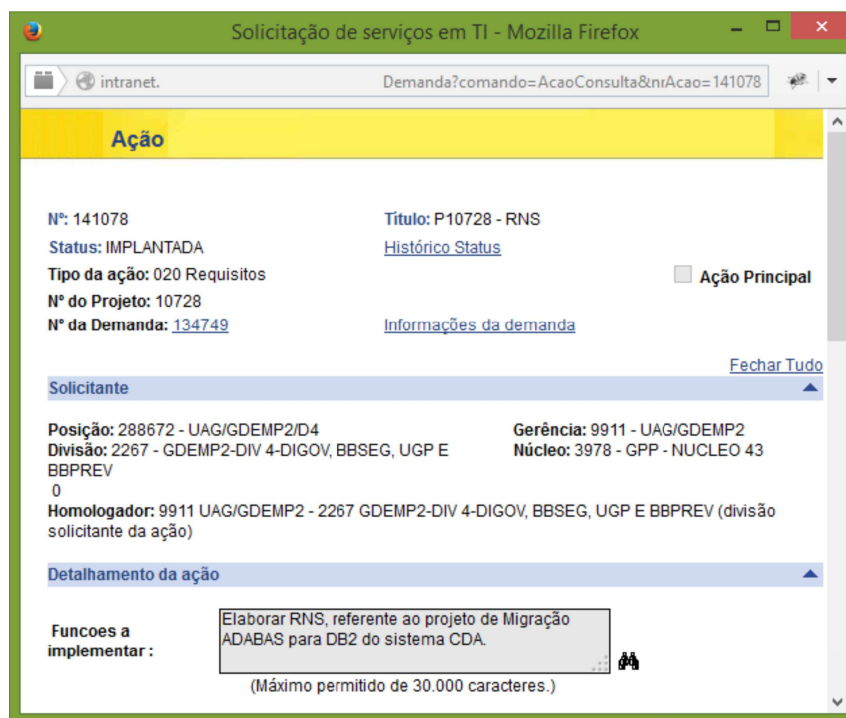 Solicitação de serviços em TI - Mozilla Firefox
intranet. Demanda?comando=AcaoConsulta&nrAcao=141078
Ação
Nº: 141078 Titulo: P10728 - RNS
Status: IMPLANTADA Histórico Status
Tipo da ação: 020 Requisitos Ação Principal
Nº do Projeto: 10728
Nº da Demanda: 134749 Informações da demanda
Fechar Tudo
Solicitante
Posição: 288672 - UAG/GDEMP2/D4 Gerência: 9911 - UAG/GDEMP2
Divisão: 2267 - GDEMP2-DIV 4-DIGOV, BBSEG, UGP E Núcleo: 3978 - GPP - NUCLEO 43
BBPREV
0
Homologador: 9911 UAG/GDEMP2 - 2267 GDEMP2-DIV 4-DIGOV, BBSEG, UGP E BBPREV (divisão
solicitante da ação)
Detalhamento da ação
Funcoes a
implementar :
Elaborar RNS, referente ao projeto de Migração
ADABAS para DB2 do sistema CDA.
(Máximo permitido de 30.000 caracteres.)